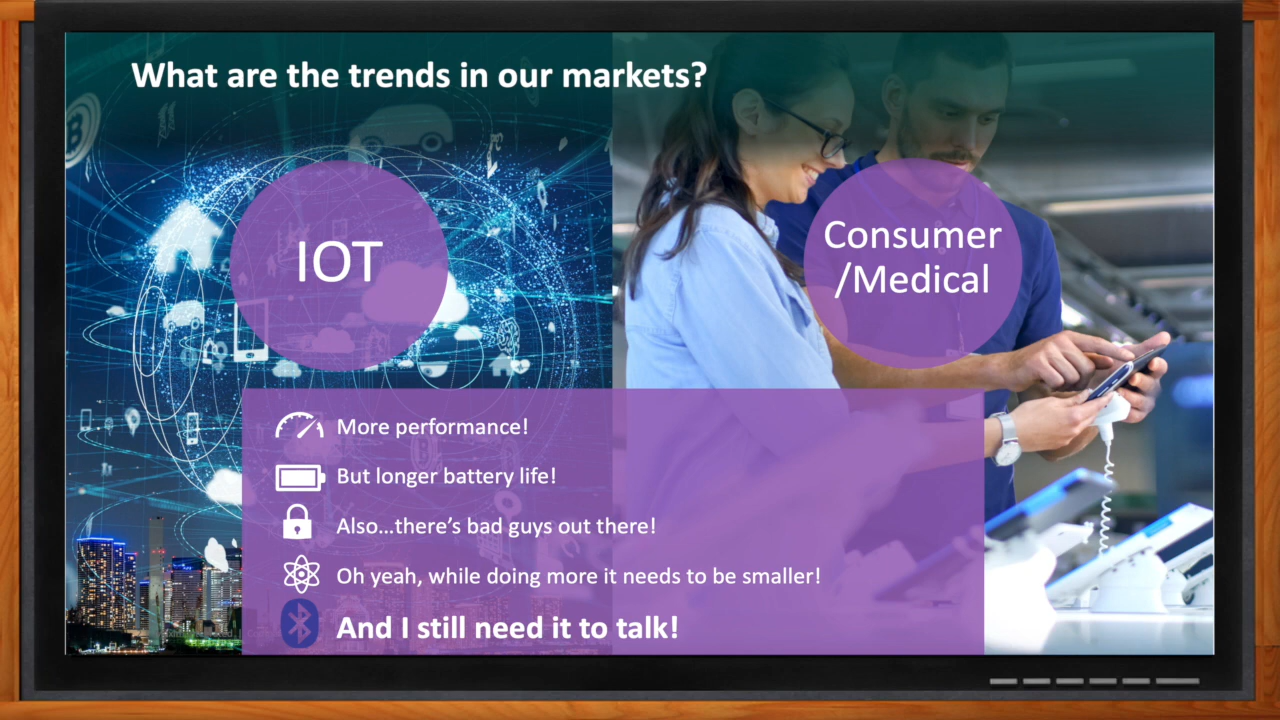 What are the trends in our markets?
IOT
Consumer
/Medical
More performance!
But longer battery life!
Also...there's bad guys out there!
Oh yeah, while doing more it needs to be smaller!
And I still need it to talk!